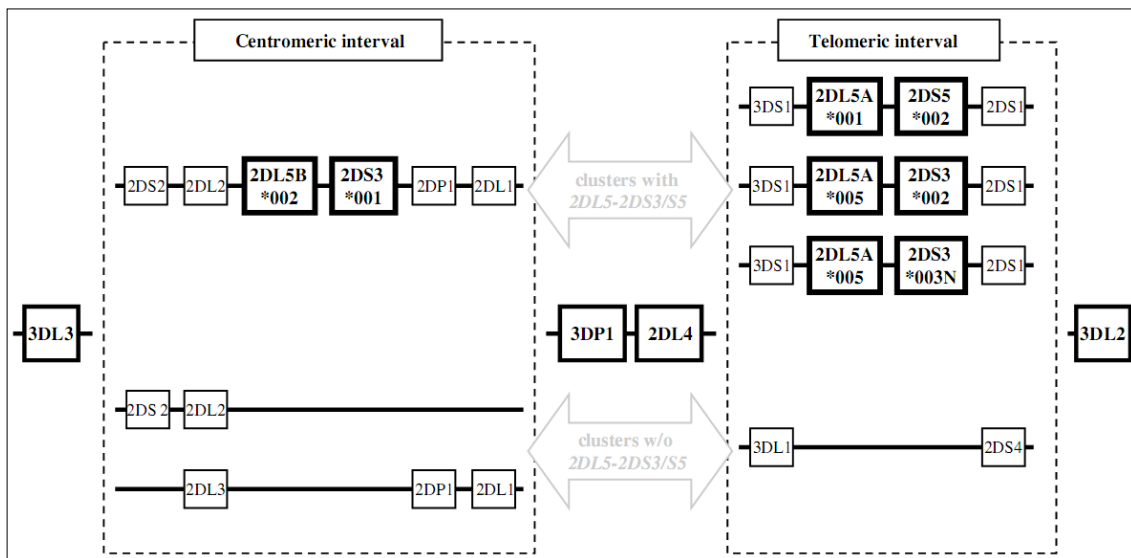 Centromeric interval
Telomeric interval
3DS1 2DL5A *001 2DS5 *002 2DS1
2DS2 2DL2 2DL5B *002 2DS3 *001 2DP1 2DL1
clusters with
2DL5-2DS3/S5
3DS1 2DL5A *005 2DS3 *002 2DS1
3DS1 2DL5A *005 2DS3 *003N 2DS1
3DL3
3DP1 2DL4
3DL2
2DS 2 2DL2
clusters w/o
2DL5-2DS3/S5
3DL1 2DS4
2DL3 2DP1 2DL1